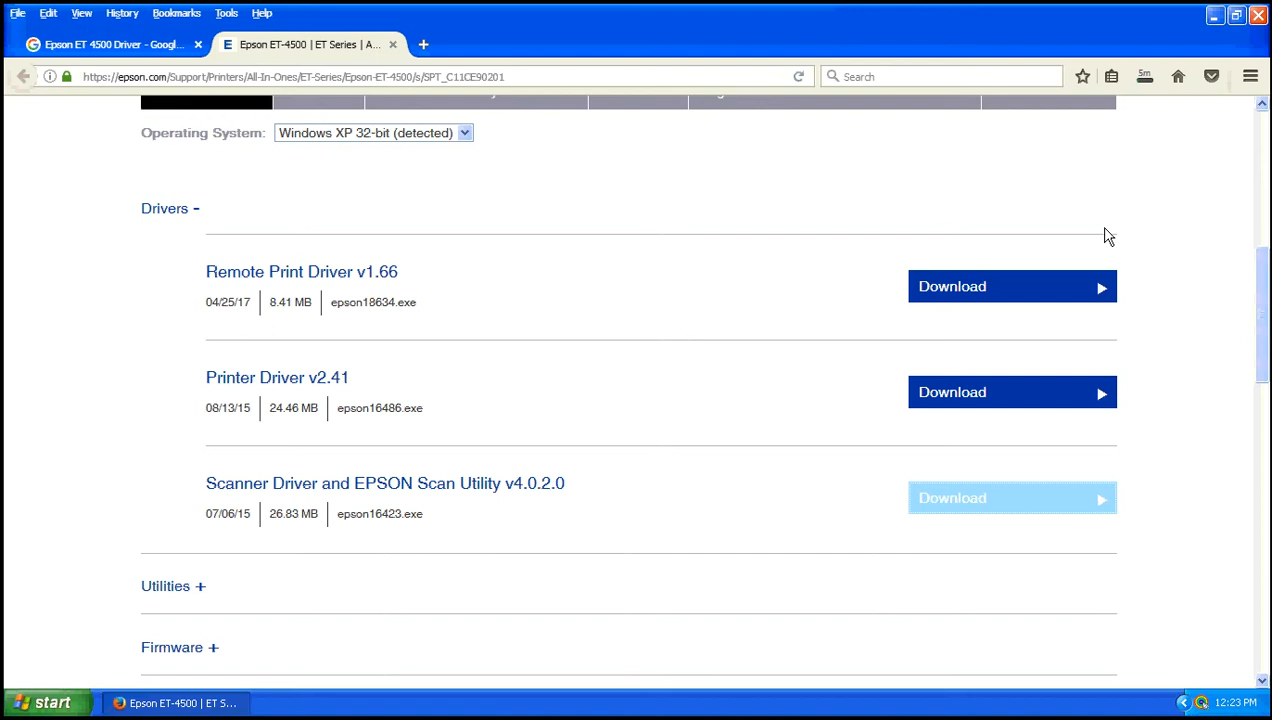 File Edit View History Bookmarks Tools Help
Epson ET 4500 Driver - Googl...
E Epson ET-4500 | ET Series | A...
https://epson.com/Support/Printers/All-In-Ones/ET-Series/Epson-ET-4500/s/SPT_C11CE90201
Search
5m
Operating System: Windows XP 32-bit (detected)
Drivers -
Remote Print Driver v1.66
04/25/17 | 8.41 MB | epson18634.exe
Download
Printer Driver v2.41
08/13/15 | 24.46 MB | epson16486.exe
Download
Scanner Driver and EPSON Scan Utility v4.0.2.0
07/06/15 | 26.83 MB | epson16423.exe
Download
Utilities +
Firmware +
start
Epson ET-4500 | ET S...
12:23 PM